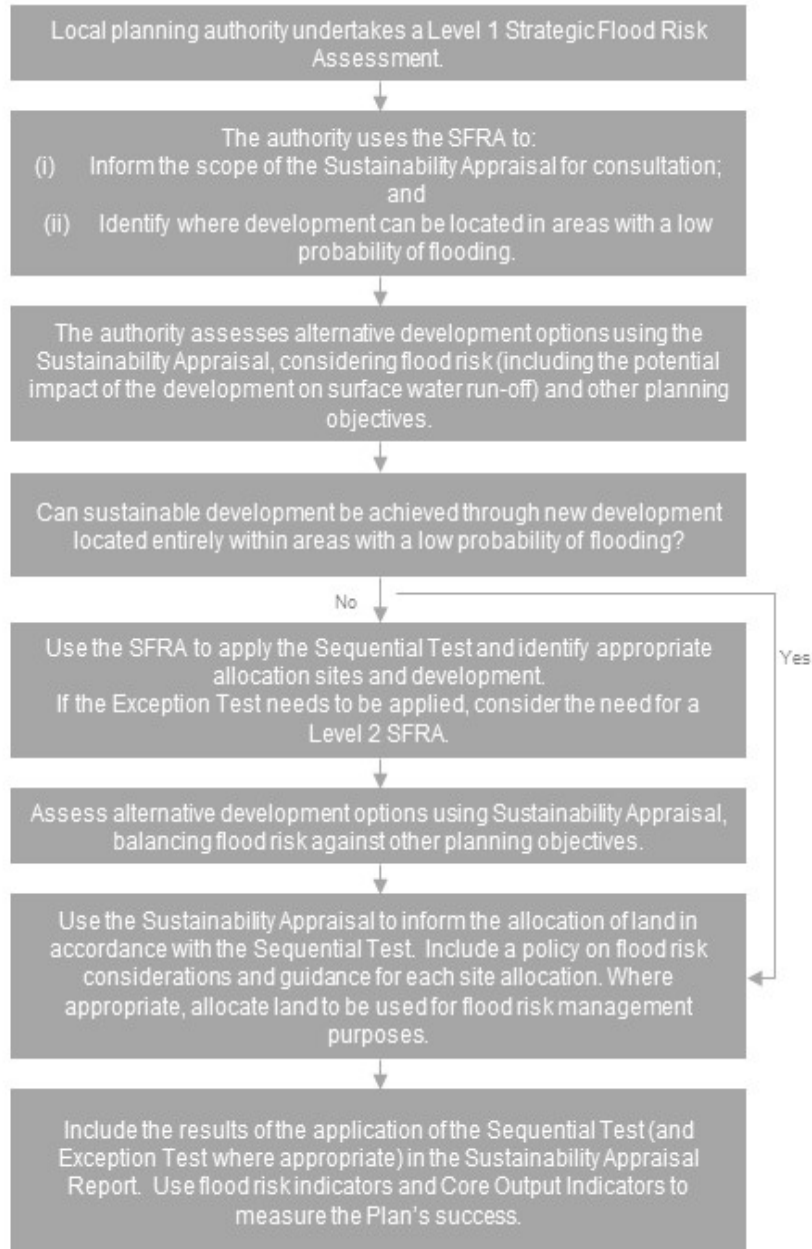 Local planning authority undertakes a Level 1 Strategic Flood Risk
Assessment.
The authority uses the SFRA to:
(i) Inform the scope of the Sustainability Appraisal for consultation;
and
(ii) Identify where development can be located in areas with a low
probability of flooding.
The authority assesses alternative development options using the
Sustainability Appraisal, considering flood risk (including the potential
impact of the development on surface water run-off) and other planning
objectives.
Can sustainable development be achieved through new development
located entirely within areas with a low probability of flooding?
No
Yes
Use the SFRA to apply the Sequential Test and identify appropriate
allocation sites and development.
If the Exception Test needs to be applied, consider the need for a
Level 2 SFRA.
Assess alternative development options using Sustainability Appraisal,
balancing flood risk against other planning objectives.
Use the Sustainability Appraisal to inform the allocation of land in
accordance with the Sequential Test. Include a policy on flood risk
considerations and guidance for each site allocation. Where
appropriate, allocate land to be used for flood risk management
purposes.
Include the results of the application of the Sequential Test (and
Exception Test where appropriate) in the Sustainability Appraisal
Report. Use flood risk indicators and Core Output Indicators to
measure the Plan's success.